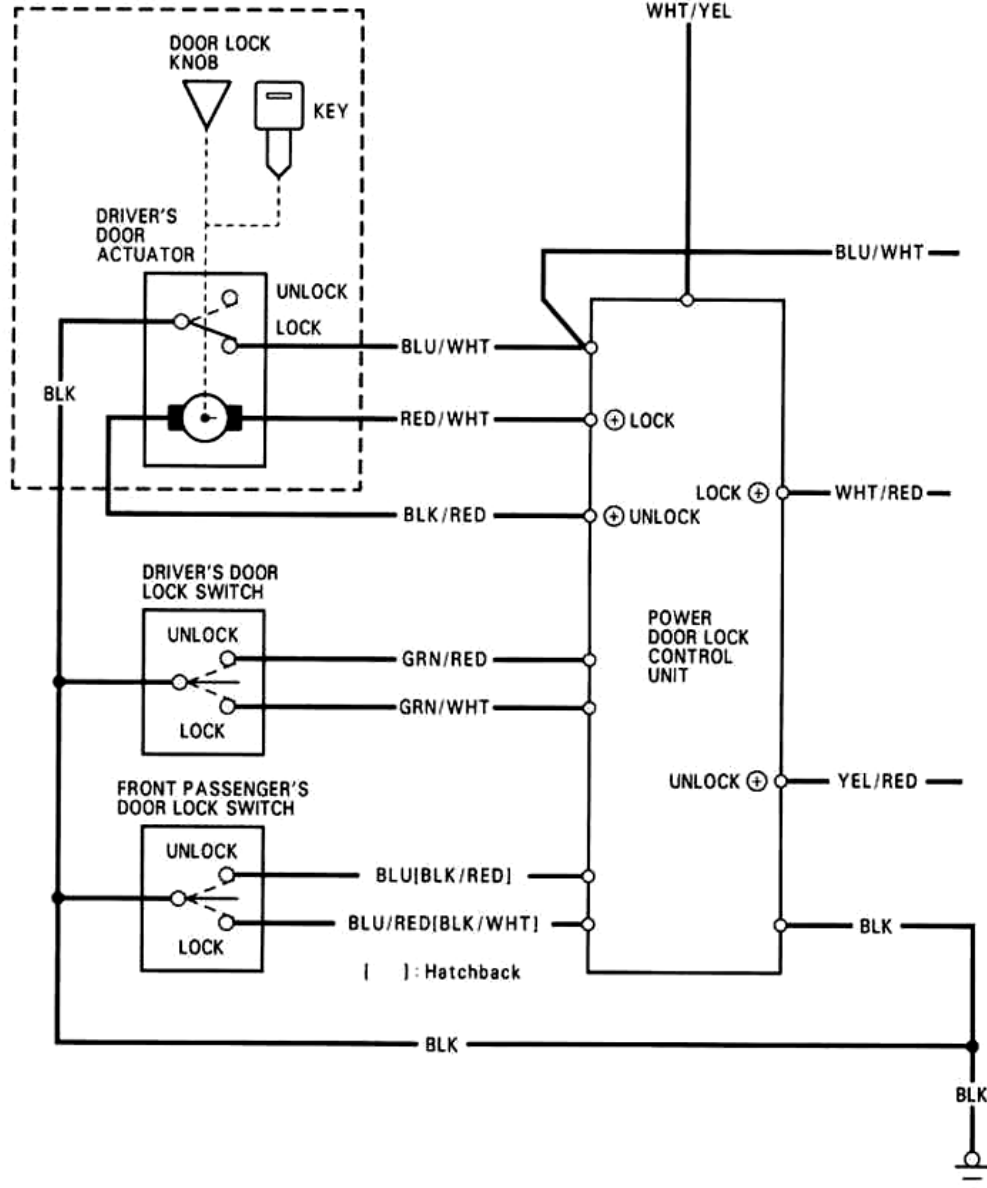 WHT/YEL
DOOR LOCK
KNOB
KEY
DRIVER'S
DOOR
ACTUATOR
BLU/WHT
UNLOCK
LOCK
BLU/WHT
BLK
RED/WHT
⊕ LOCK
LOCK ⊕
WHT/RED
BLK/RED
⊕ UNLOCK
DRIVER'S DOOR
LOCK SWITCH
UNLOCK
LOCK
GRN/RED
GRN/WHT
POWER
DOOR LOCK
CONTROL
UNIT
UNLOCK ⊕
YEL/RED
FRONT PASSENGER'S
DOOR LOCK SWITCH
UNLOCK
LOCK
BLU[BLK/RED]
BLU/RED[BLK/WHT]
BLK
[ ]: Hatchback
BLK
BLK